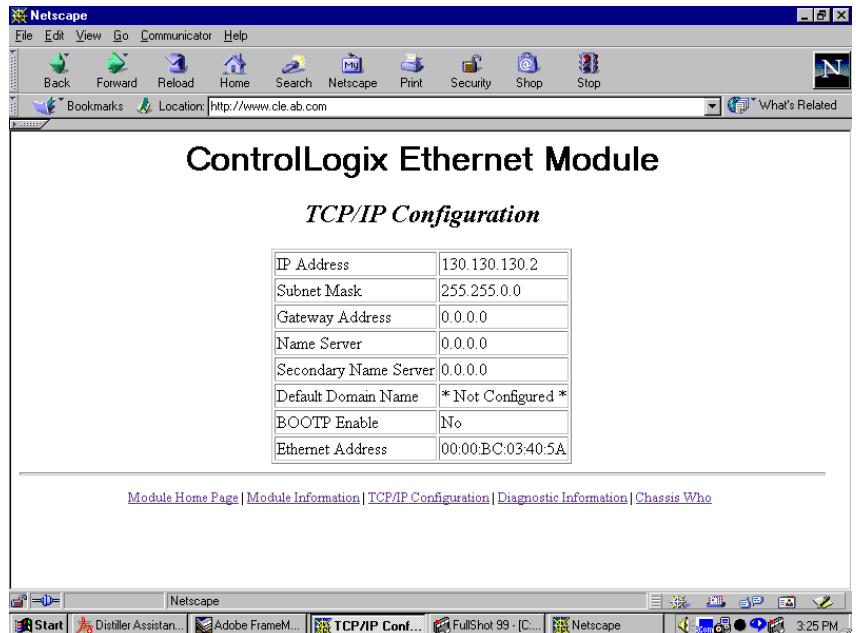 Netscape
File Edit View Go Communicator Help
Back Forward Reload Home Search Netscape Print Security Shop Stop
Bookmarks Location: http://www.cle.ab.com What's Related
ControlLogix Ethernet Module
TCP/IP Configuration
IP Address 130.130.130.2
Subnet Mask 255.255.0.0
Gateway Address 0.0.0.0
Name Server 0.0.0.0
Secondary Name Server 0.0.0.0
Default Domain Name * Not Configured *
BOOTP Enable No
Ethernet Address 00:00:BC:03:40:5A
Module Home Page | Module Information | TCP/IP Configuration | Diagnostic Information | Chassis Who
Netscape
Start Distiller Assistan... Adobe FrameM... TCP/IP Conf... FullShot 99 - [C:... Netscape 3:25 PM